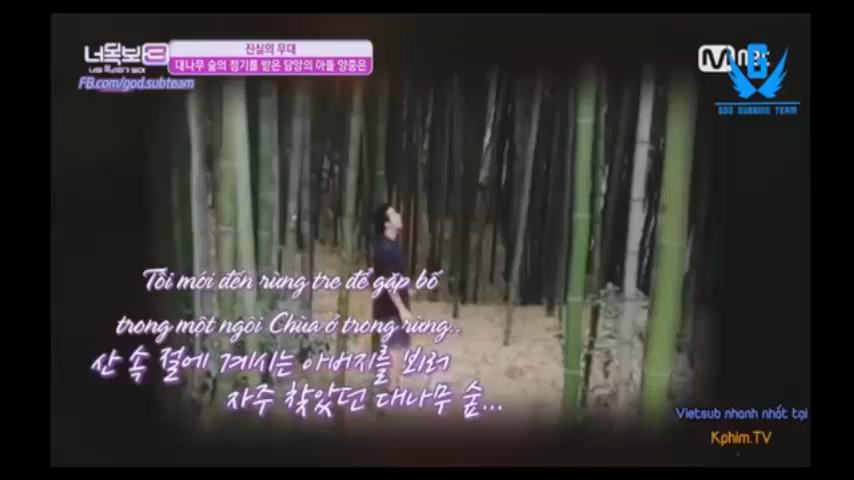 너목보3
진실의 무대
대나무 숲의 정기를 받은 담양의 아들 양중은
FB.com/god.subteam
GOD SUBBING TEAM
Tôi mới đến rừng tre để gặp bố
trong một ngôi Chùa ở trong rừng..
산 속 절에 계시는 아버지를 뵈러
자주 찾았던 대나무 숲...
Vietsub nhanh nhất tại
Kphim.TV